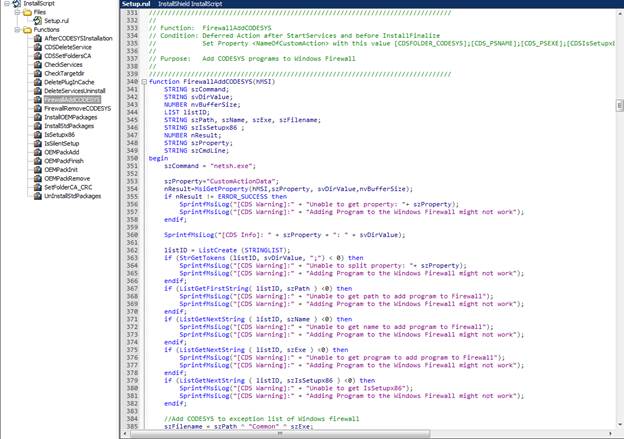 InstallScript
Files
Setup.rul
Functions
AfterCODESYSInstallation
CDSDeleteService
CDSSetFoldersCA
CheckServices
CheckTargetdir
DeletePlugInCache
DeleteServicesUninstall
FirewallAddCODESYS
FirewallRemoveCODESYS
InstallOEMPackages
InstallStdPackages
IsSetupx86
IsSilentSetup
OEMPackAdd
OEMPackFinish
OEMPackInit
OEMPackRemove
SetFolderCA_CRC
UnInstallStdPackages
Setup.rul InstallShield InstallScript
331 ////////////////////////////////////////////////////////////////////////////////
332 //
333 // Function: FirewallAddCODESYS
334 // Condition: Deferred Action after StartServices and before InstallFinalize
335 // Set Property <NameOfCustomAction> with this value [CDSFOLDER_CODESYS];[CDS_PSNAME];[CDS_PSEXE];[CDSIsSetupx8
336 //
337 // Purpose: Add CODESYS programs to Windows Firewall
338 //
339 ////////////////////////////////////////////////////////////////////////////////
340 function FirewallAddCODESYS(hMSI)
341 STRING szCommand;
342 STRING svDirValue;
343 NUMBER nvBufferSize;
344 LIST listID;
345 STRING szPath, szName, szExe, szFilename;
346 STRING szIsSetupx86 ;
347 NUMBER nResult;
348 STRING szProperty;
349 STRING szCmdLine;
350 begin
351 szCommand = "netsh.exe";
352
353 szProperty="CustomActionData";
354 nResult=MsiGetProperty(hMSI,szProperty, svDirValue,nvBufferSize);
355 if nResult != ERROR_SUCCESS then
356 SprintfMsiLog("[CDS Warning]:" + "Unable to get property: "+ szProperty);
357 SprintfMsiLog("[CDS Warning]:" + "Adding Program to the Windows Firewall might not work");
358 endif;
359
360 SprintfMsiLog("[CDS Info]: " + szProperty + ": " + svDirValue);
361
362 listID = ListCreate (STRINGLIST);
363 if (StrGetTokens (listID, svDirValue, ";") < 0) then
364 SprintfMsiLog("[CDS Warning]:" + "Unable to split property: "+ szProperty);
365 SprintfMsiLog("[CDS Warning]:" + "Adding Program to the Windows Firewall might not work");
366 endif;
367 if (ListGetFirstString( listID, szPath ) <0) then
368 SprintfMsiLog("[CDS Warning]:" + "Unable to get path to add program to Firewall");
369 SprintfMsiLog("[CDS Warning]:" + "Adding Program to the Windows Firewall might not work");
370 endif;
371 if (ListGetNextString ( listID, szName ) <0) then
372 SprintfMsiLog("[CDS Warning]:" + "Unable to get name to add program to Firewall");
373 SprintfMsiLog("[CDS Warning]:" + "Adding Program to the Windows Firewall might not work");
374 endif;
375 if (ListGetNextString ( listID, szExe ) <0) then
376 SprintfMsiLog("[CDS Warning]:" + "Unable to get program to add program to Firewall");
377 SprintfMsiLog("[CDS Warning]:" + "Adding Program to the Windows Firewall might not work");
378 endif;
379 if (ListGetNextString ( listID, szIsSetupx86 ) <0) then
380 SprintfMsiLog("[CDS Warning]:" + "Unable to get IsSetupx86");
381 SprintfMsiLog("[CDS Warning]:" + "Adding Program to the Windows Firewall might not work");
382 endif;
383
384 //Add CODESYS to exception list of Windows firewall
385 szFilename = szPath ^ "Common" ^ szExe;